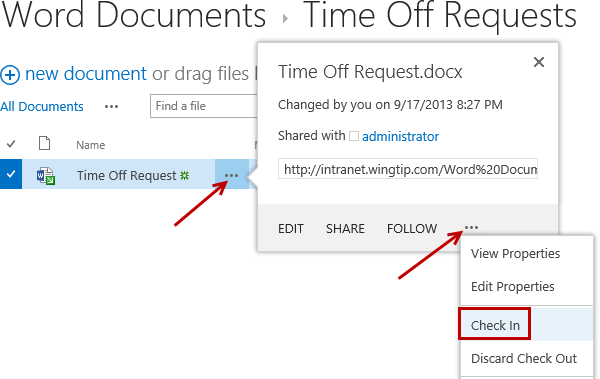 Word Documents ▸ Time Off Requests
new document or drag files
All Documents ••• Find a file
Name
Time Off Request •••
Time Off Request.docx
Changed by you on 9/17/2013 8:27 PM
Shared with administrator
http://intranet.wingtip.com/Word%20Docum
EDIT SHARE FOLLOW •••
View Properties
Edit Properties
Check In
Discard Check Out